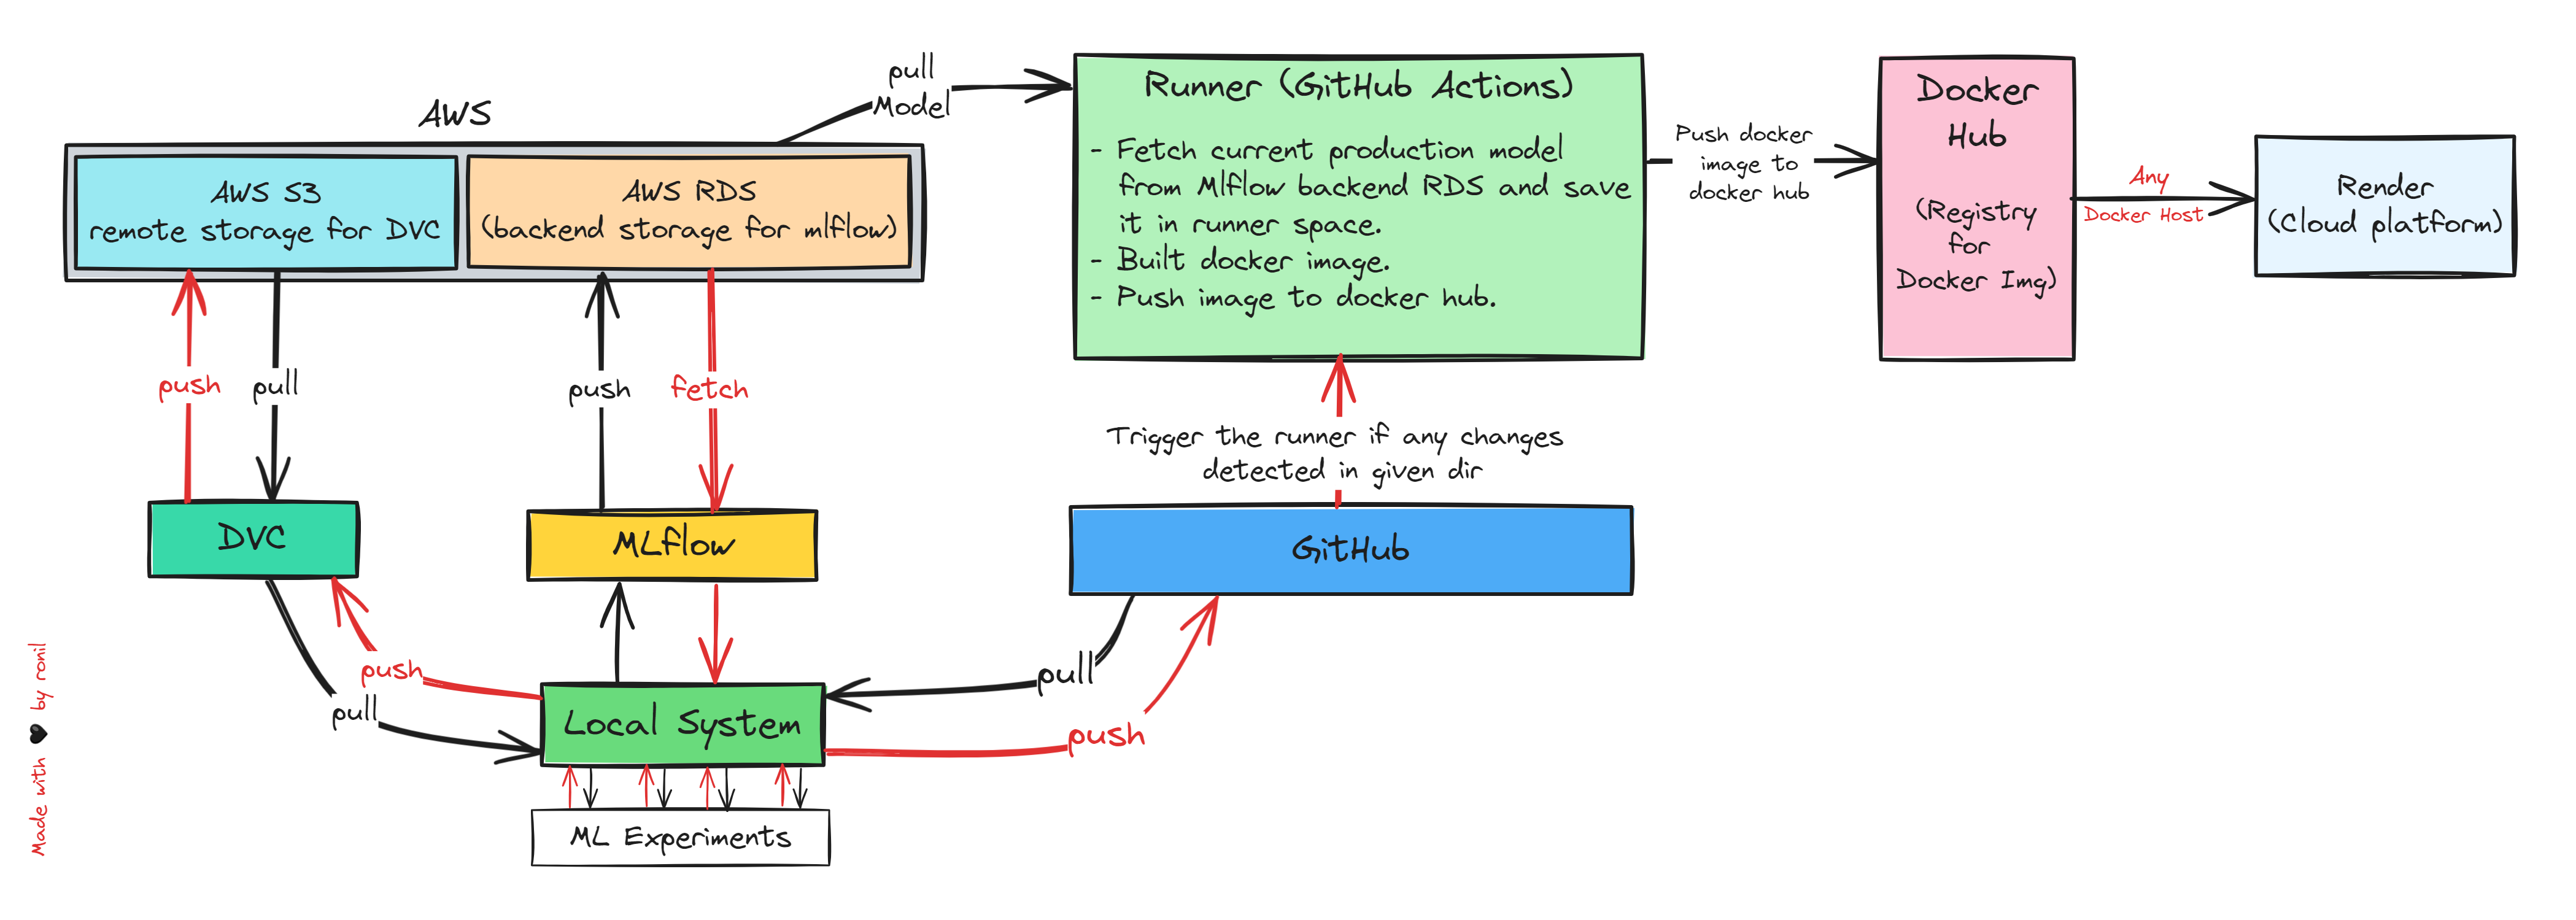 AWS
AWS S3
remote storage for DVC
AWS RDS
(backend storage for mlflow)
pull
Model
Runner (GitHub Actions)
- Fetch current production model
from Mlflow backend RDS and save
it in runner space.
- Built docker image.
- Push image to docker hub.
Push docker
image to
docker hub
Docker
Hub
(Registry
for
Docker Img)
Any
Docker Host
Render
(Cloud platform)
push
pull
push
fetch
Trigger the runner if any changes
detected in given dir
DVC
MLflow
GitHub
push
pull
pull
push
Local System
ML Experiments
Made with 🖤 by ronil